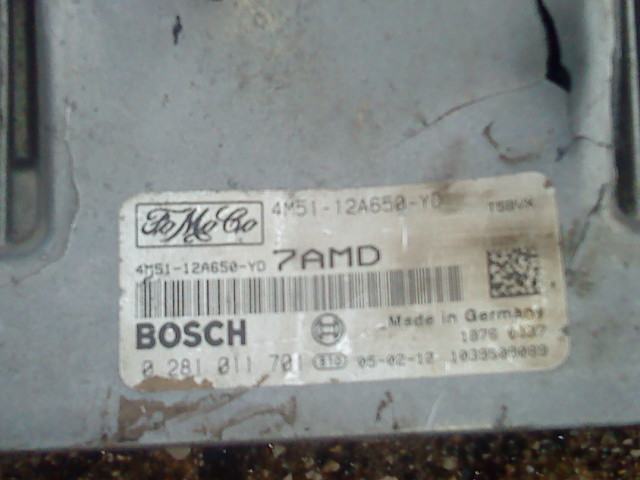 FoMoCo 4M51-12A650-YD
4M51-12A650-YD 7AMD
BOSCH Made in Germany
0 281 011 701 05-02-12